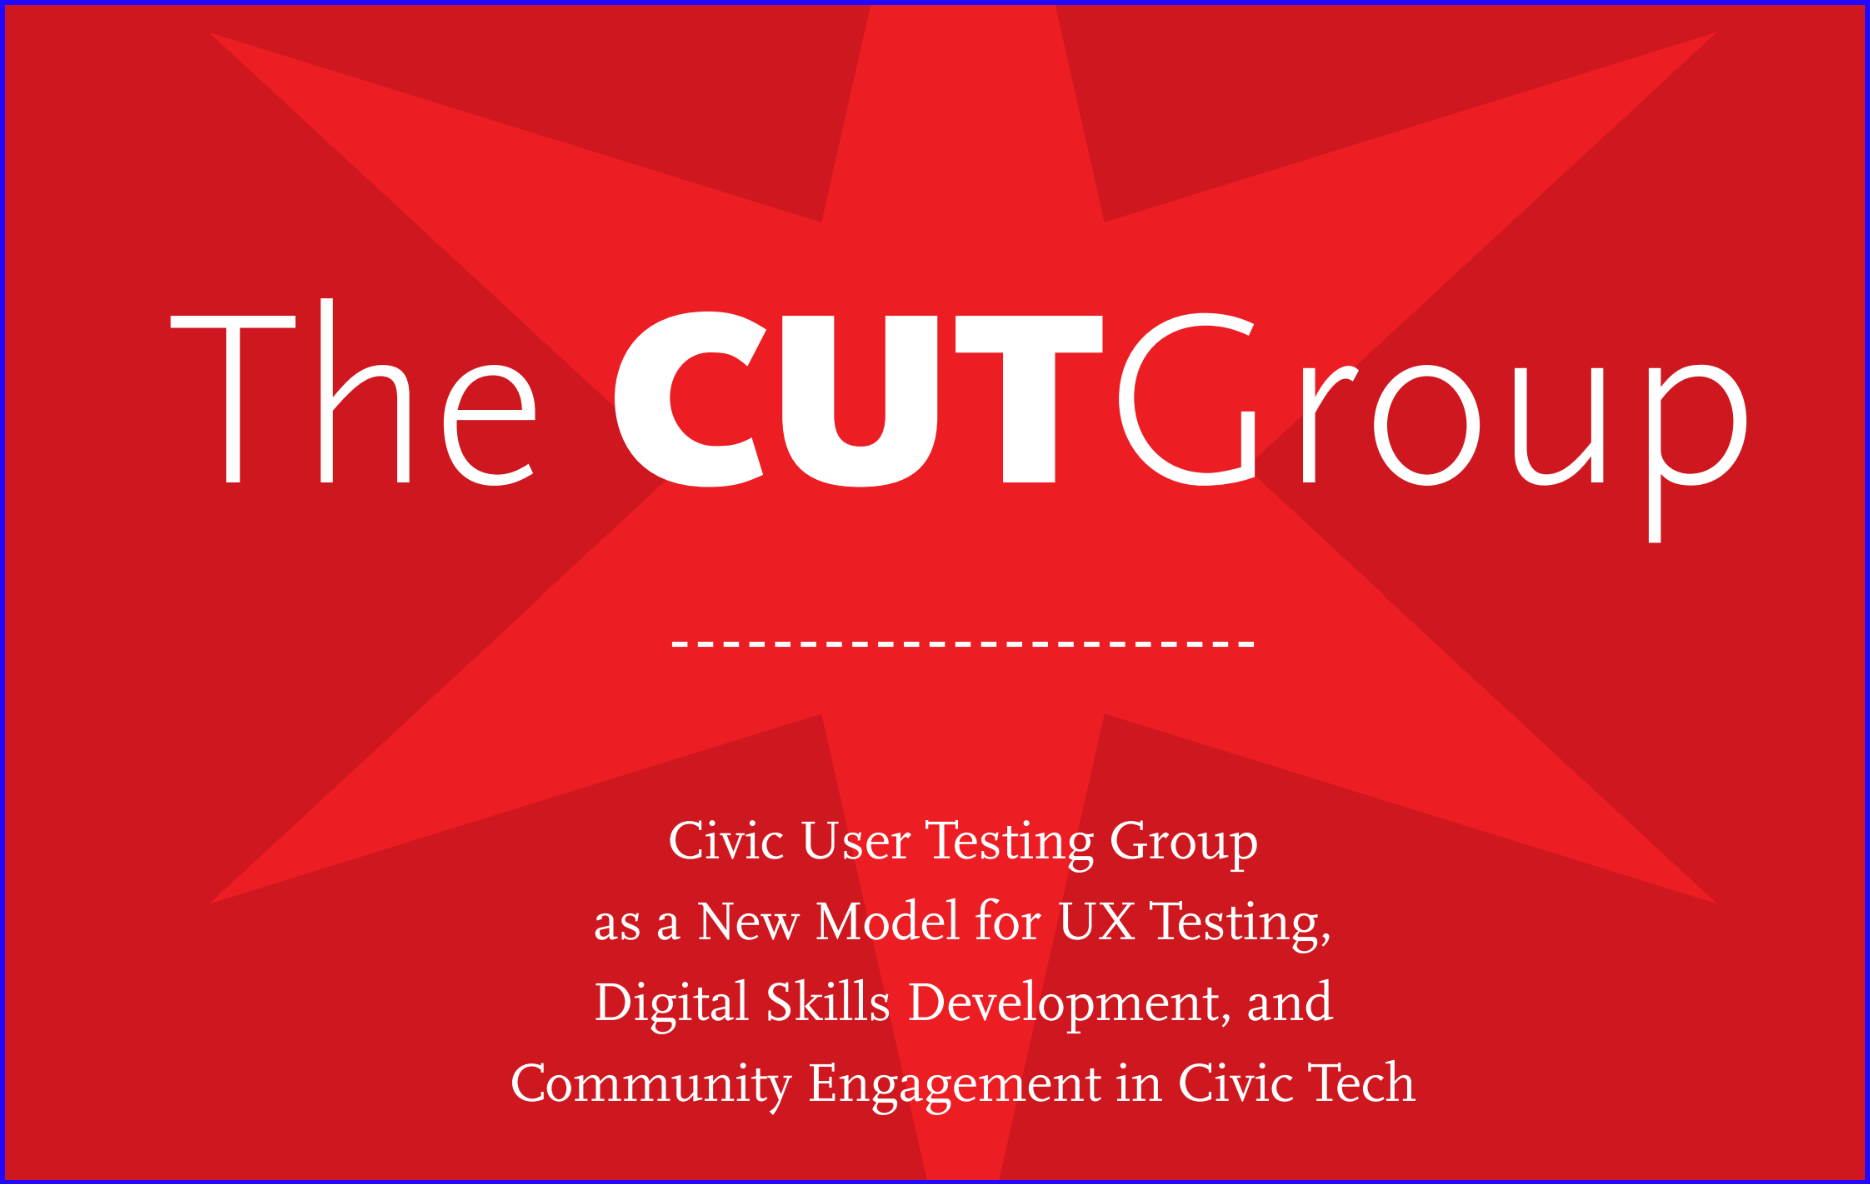 The CUTGroup
Civic User Testing Group
as a New Model for UX Testing,
Digital Skills Development, and
Community Engagement in Civic Tech